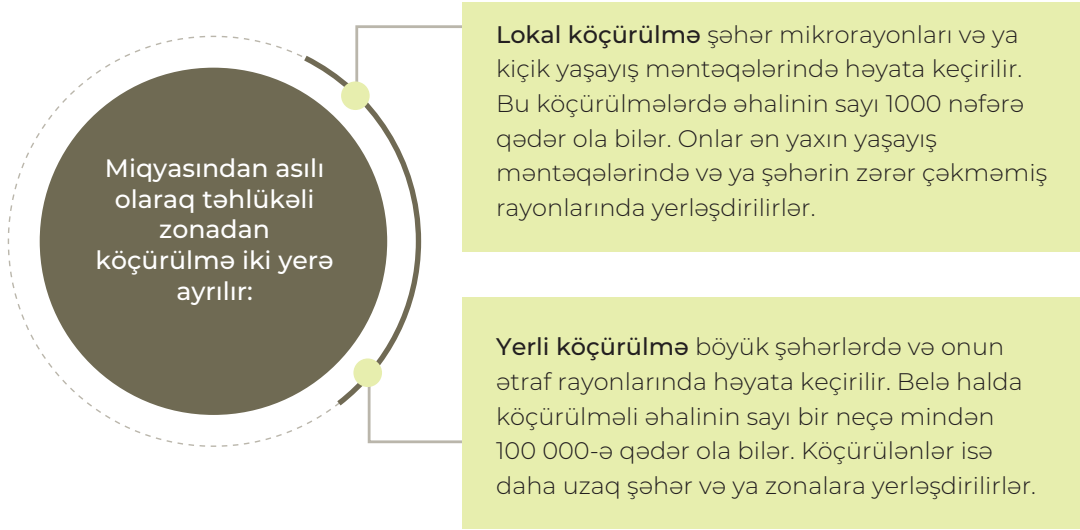 Miqyasından asılı
olaraq təhlükəli
zonadan
köçürülmə iki yerə
ayrılır:
Lokal köçürülmə şəhər mikrorayonları və ya
kiçik yaşayış məntəqələrində həyata keçirilir.
Bu köçürülmələrdə əhalinin sayı 1000 nəfərə
qədər ola bilər. Onlar ən yaxın yaşayış
məntəqələrində və ya şəhərin zərər çəkməmiş
rayonlarında yerləşdirilirlər.
Yerli köçürülmə böyük şəhərlərdə və onun
ətraf rayonlarında həyata keçirilir. Belə halda
köçürülməli əhalinin sayı bir neçə mindən
100 000-ə qədər ola bilər. Köçürülənlər isə
daha uzaq şəhər və ya zonalara yerləşdirilirlər.